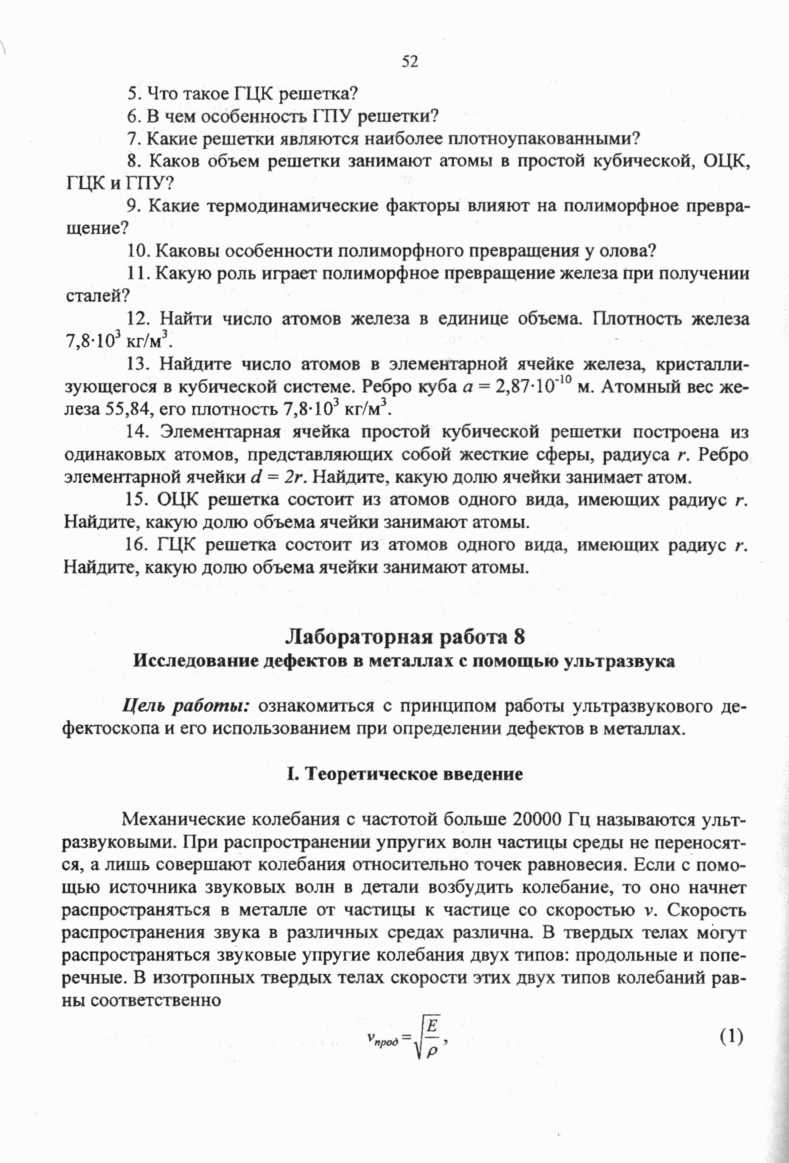 52
5. Что такое ГЦК решетка?
6. В чем особенность ГПУ решетки?
7. Какие решетки являются наиболее плотноупакованными?
8. Каков объем решетки занимают атомы в простой кубической, ОЦК,
ГЦК и ГПУ?
9. Какие термодинамические факторы влияют на полиморфное превра-
щение?
10. Каковы особенности полиморфного превращения у олова?
11. Какую роль играет полиморфное превращение железа при получении
сталей?
12. Найти число атомов железа в единице объема. Плотность железа
7,8·10³ кг/м³.
13. Найдите число атомов в элементарной ячейке железа, кристалли-
зующегося в кубической системе. Ребро куба a = 2,87·10⁻¹⁰ м. Атомный вес же-
леза 55,84, его плотность 7,8·10³ кг/м³.
14. Элементарная ячейка простой кубической решетки построена из
одинаковых атомов, представляющих собой жесткие сферы, радиуса r. Ребро
элементарной ячейки d = 2r. Найдите, какую долю ячейки занимает атом.
15. ОЦК решетка состоит из атомов одного вида, имеющих радиус r.
Найдите, какую долю объема ячейки занимают атомы.
16. ГЦК решетка состоит из атомов одного вида, имеющих радиус r.
Найдите, какую долю объема ячейки занимают атомы.
Лабораторная работа 8
Исследование дефектов в металлах с помощью ультразвука
Цель работы: ознакомиться с принципом работы ультразвукового де-
фектоскопа и его использованием при определении дефектов в металлах.
I. Теоретическое введение
Механические колебания с частотой больше 20000 Гц называются ульт-
развуковыми. При распространении упругих волн частицы среды не переносят-
ся, а лишь совершают колебания относительно точек равновесия. Если с помо-
щью источника звуковых волн в детали возбудить колебание, то оно начнет
распространяться в металле от частицы к частице со скоростью v. Скорость
распространения звука в различных средах различна. В твердых телах могут
распространяться звуковые упругие колебания двух типов: продольные и попе-
речные. В изотропных твердых телах скорости этих двух типов колебаний рав-
ны соответственно
v_прод = √(E/ρ), (1)